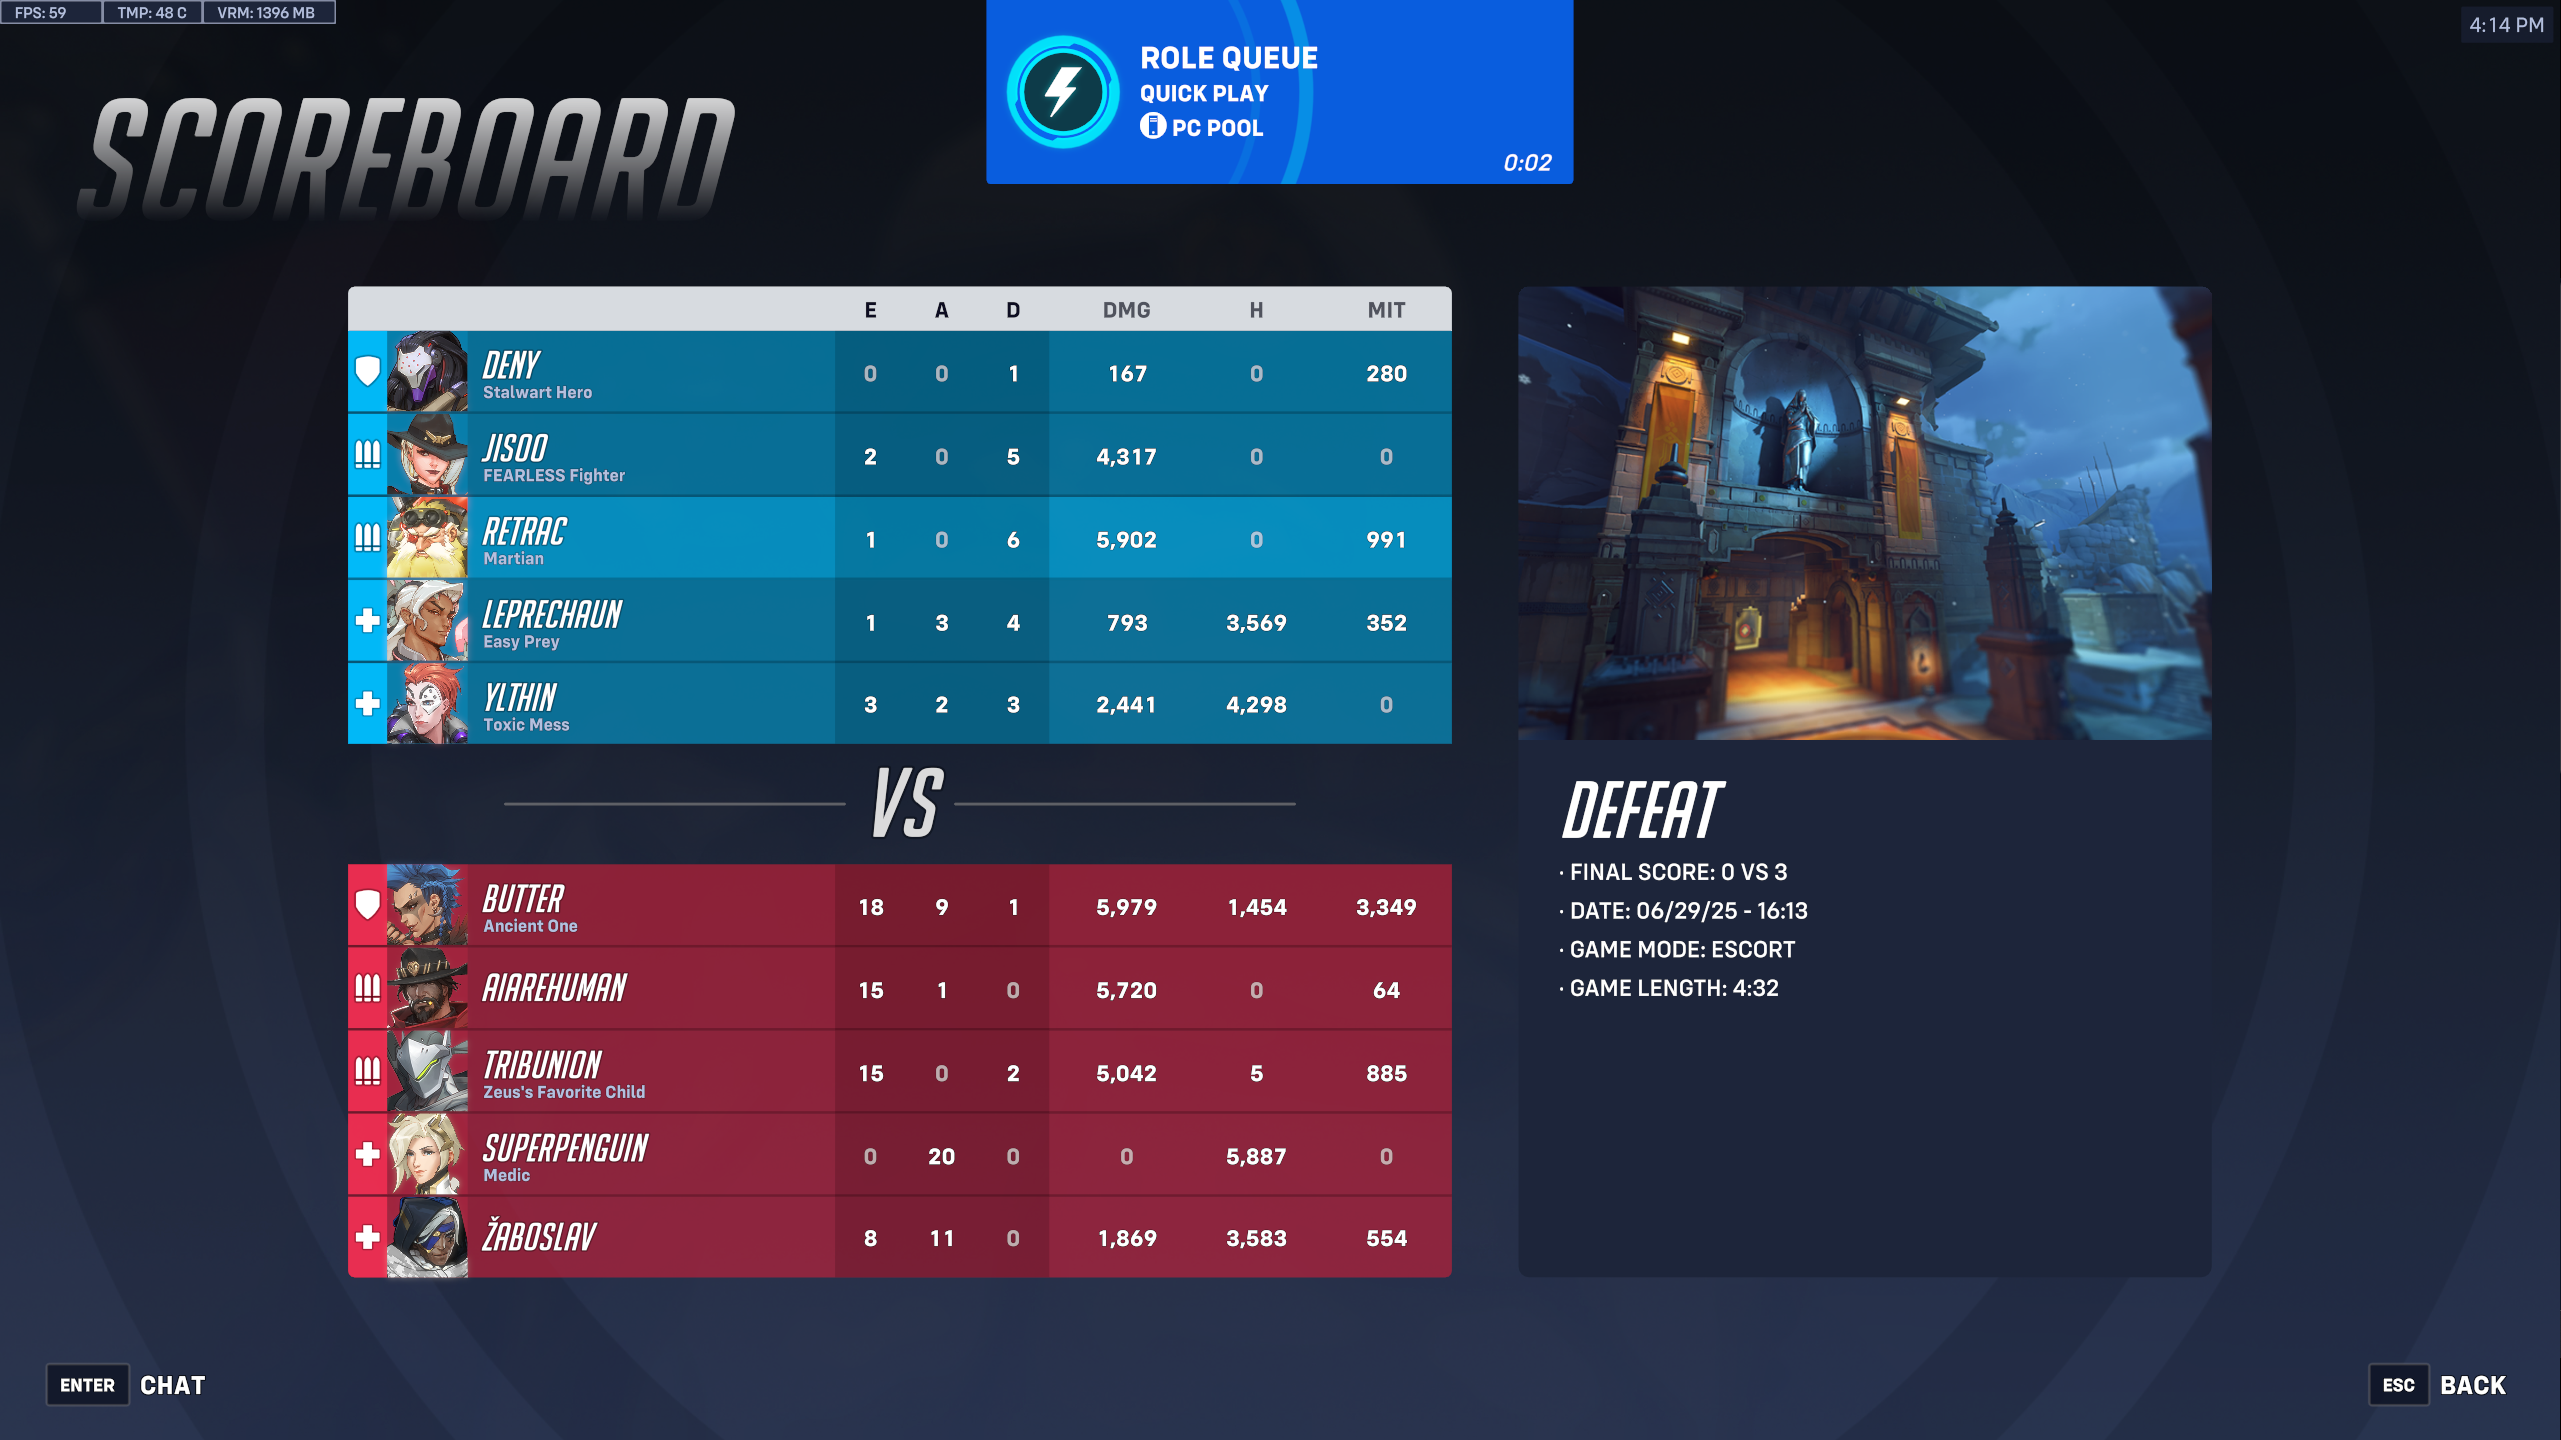 FPS: 59 TMP: 48 C VRM: 1396 MB
ROLE QUEUE
QUICK PLAY
PC POOL
0:02
4:14 PM
SCOREBOARD
E A D DMG H MIT
DENY
Stalwart Hero
0 0 1 167 0 280
JISOO
FEARLESS Fighter
2 0 5 4,317 0 0
RETRAC
Martian
1 0 6 5,902 0 991
LEPRECHAUN
Easy Prey
1 3 4 793 3,569 352
YLTHIN
Toxic Mess
3 2 3 2,441 4,298 0
VS
BUTTER
Ancient One
18 9 1 5,979 1,454 3,349
AIAREHUMAN
15 1 0 5,720 0 64
TRIBUNION
Zeus's Favorite Child
15 0 2 5,042 5 885
SUPERPENGUIN
Medic
0 20 0 0 5,887 0
ŽABOSLAV
8 11 0 1,869 3,583 554
DEFEAT
· FINAL SCORE: 0 VS 3
· DATE: 06/29/25 - 16:13
· GAME MODE: ESCORT
· GAME LENGTH: 4:32
ENTER CHAT
ESC BACK